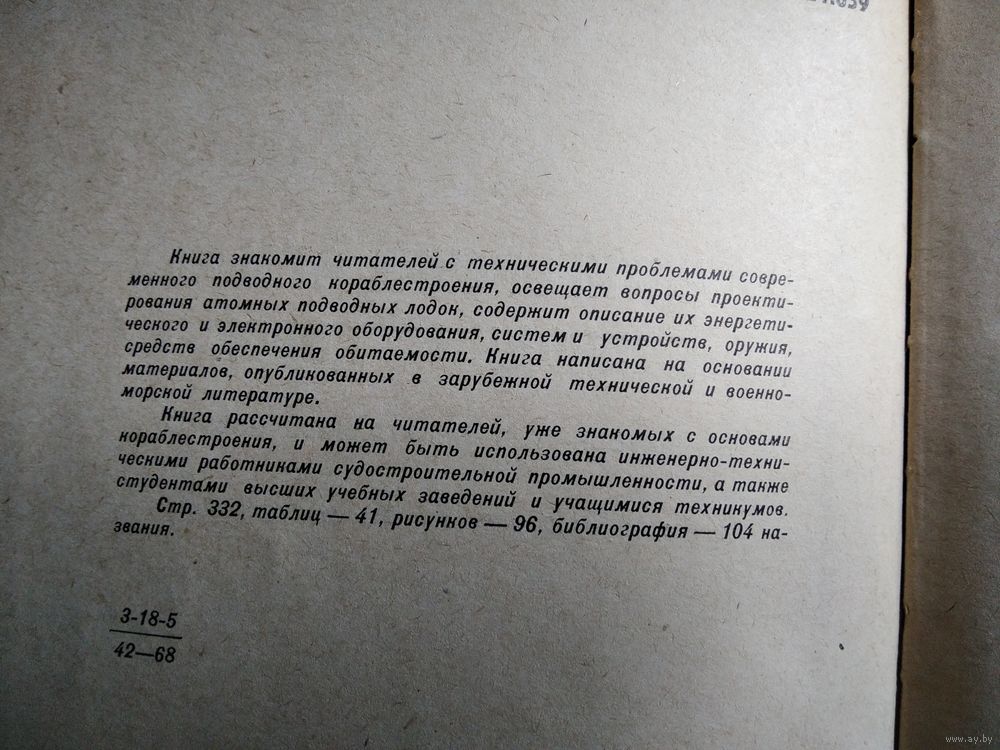 Книга знакомит читателей с техническими проблемами совре-
менного подводного кораблестроения, освещает вопросы проекти-
рования атомных подводных лодок, содержит описание их энергети-
ческого и электронного оборудования, систем и устройств, оружия,
средств обеспечения обитаемости. Книга написана на основании
материалов, опубликованных в зарубежной технической и военно-
морской литературе.
Книга рассчитана на читателей, уже знакомых с основами
кораблестроения, и может быть использована инженерно-техни-
ческими работниками судостроительной промышленности, а также
студентами высших учебных заведений и учащимися техникумов.
Стр. 332, таблиц — 41, рисунков — 96, библиография — 104 на-
звания.
3-18-5
42—68
www.ay.by